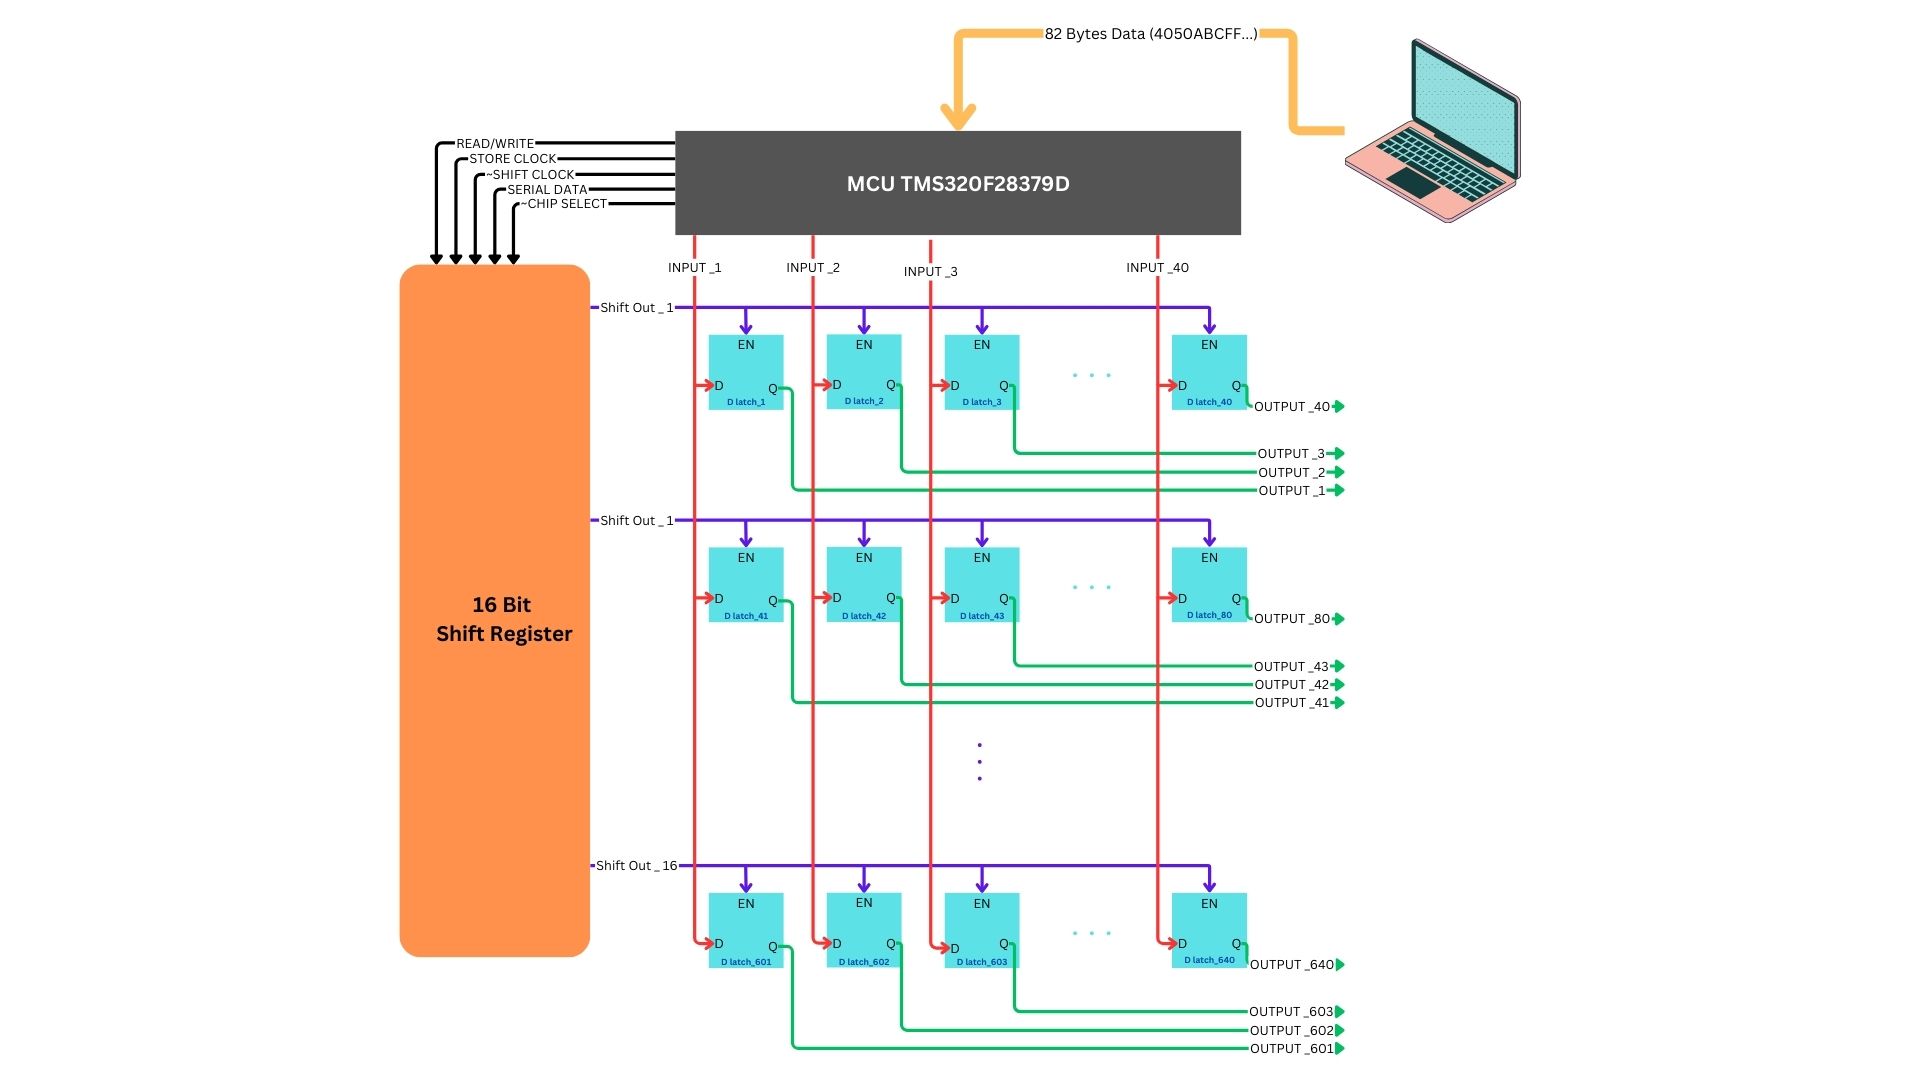 82 Bytes Data (4050ABCFF...)
READ/WRITE
STORE CLOCK
~SHIFT CLOCK
SERIAL DATA
~CHIP SELECT
MCU TMS320F28379D
INPUT _1
INPUT _2
INPUT _3
INPUT _40
Shift Out _ 1
EN
EN
EN
EN
D
Q
D
Q
D
Q
. . .
D
Q
D latch_1
D latch_2
D latch_3
D latch_40
OUTPUT _40
OUTPUT _3
OUTPUT _2
OUTPUT _1
Shift Out _ 1
EN
EN
EN
EN
D
Q
D
Q
D
Q
. . .
D
Q
D latch_41
D latch_42
D latch_43
D latch_80
OUTPUT _80
OUTPUT _43
OUTPUT _42
OUTPUT _41
16 Bit
Shift Register
Shift Out _ 16
EN
EN
EN
EN
D
Q
D
Q
D
Q
. . .
D
Q
D latch_601
D latch_602
D latch_603
D latch_640
OUTPUT _640
OUTPUT _603
OUTPUT _602
OUTPUT _601